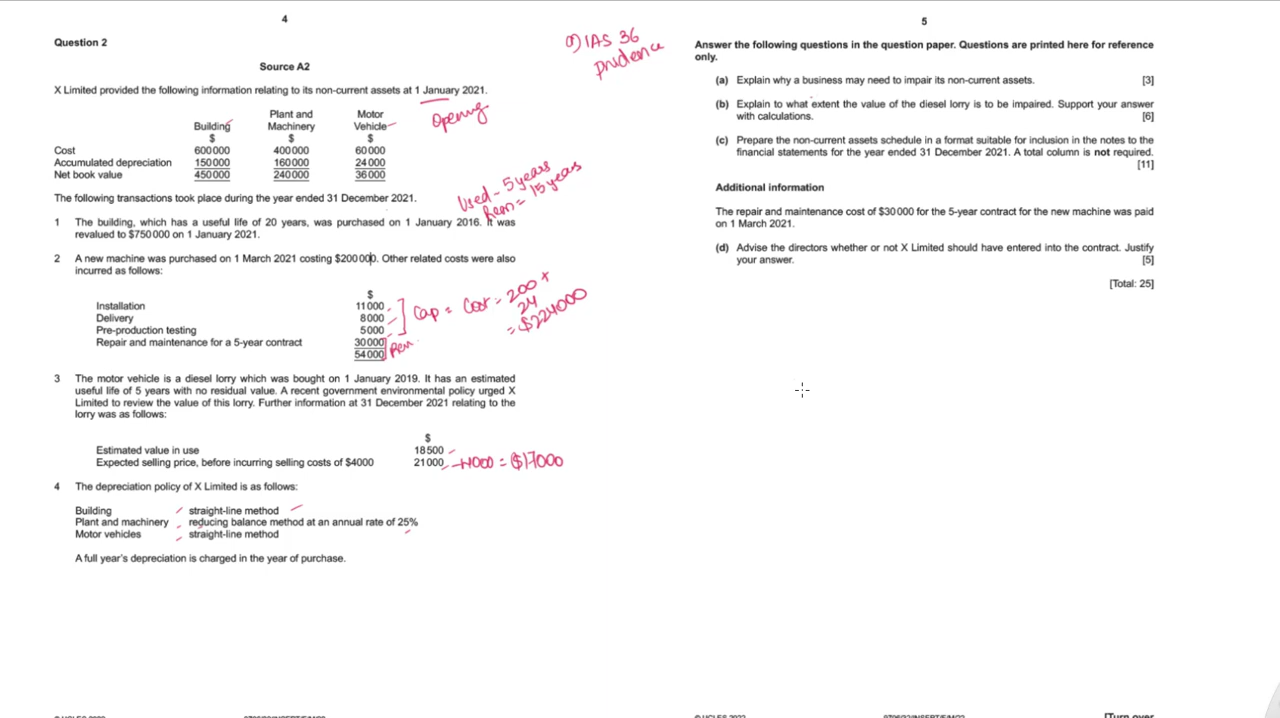 4
Question 2
Source A2
X Limited provided the following information relating to its non-current assets at 1 January 2021.
Plant and Motor
Building Machinery Vehicle
$ $ $
Cost 600 000 400 000 60 000
Accumulated depreciation 150 000 160 000 24 000
Net book value 450 000 240 000 36 000
Opening
The following transactions took place during the year ended 31 December 2021.
Used - 5 years
Rem = 15 years
1 The building, which has a useful life of 20 years, was purchased on 1 January 2016. It was
revalued to $750 000 on 1 January 2021.
2 A new machine was purchased on 1 March 2021 costing $200 000. Other related costs were also
incurred as follows:
$
Installation 11 000
Delivery 8 000
Pre-production testing 5 000
Repair and maintenance for a 5-year contract 30 000
54 000
Cap = Cost = 200 +
24
= $224000
3 The motor vehicle is a diesel lorry which was bought on 1 January 2019. It has an estimated
useful life of 5 years with no residual value. A recent government environmental policy urged X
Limited to review the value of this lorry. Further information at 31 December 2021 relating to the
lorry was as follows:
$
Estimated value in use 18 500
Expected selling price, before incurring selling costs of $4000 21 000 -4000 = $17000
4 The depreciation policy of X Limited is as follows:
Building straight-line method
Plant and machinery reducing balance method at an annual rate of 25%
Motor vehicles straight-line method
A full year's depreciation is charged in the year of purchase.
a) IAS 36
prudence
5
Answer the following questions in the question paper. Questions are printed here for reference
only.
(a) Explain why a business may need to impair its non-current assets. [3]
(b) Explain to what extent the value of the diesel lorry is to be impaired. Support your answer
with calculations. [6]
(c) Prepare the non-current assets schedule in a format suitable for inclusion in the notes to the
financial statements for the year ended 31 December 2021. A total column is not required.
[11]
Additional information
The repair and maintenance cost of $30 000 for the 5-year contract for the new machine was paid
on 1 March 2021.
(d) Advise the directors whether or not X Limited should have entered into the contract. Justify
your answer. [5]
[Total: 25]
[Turn over